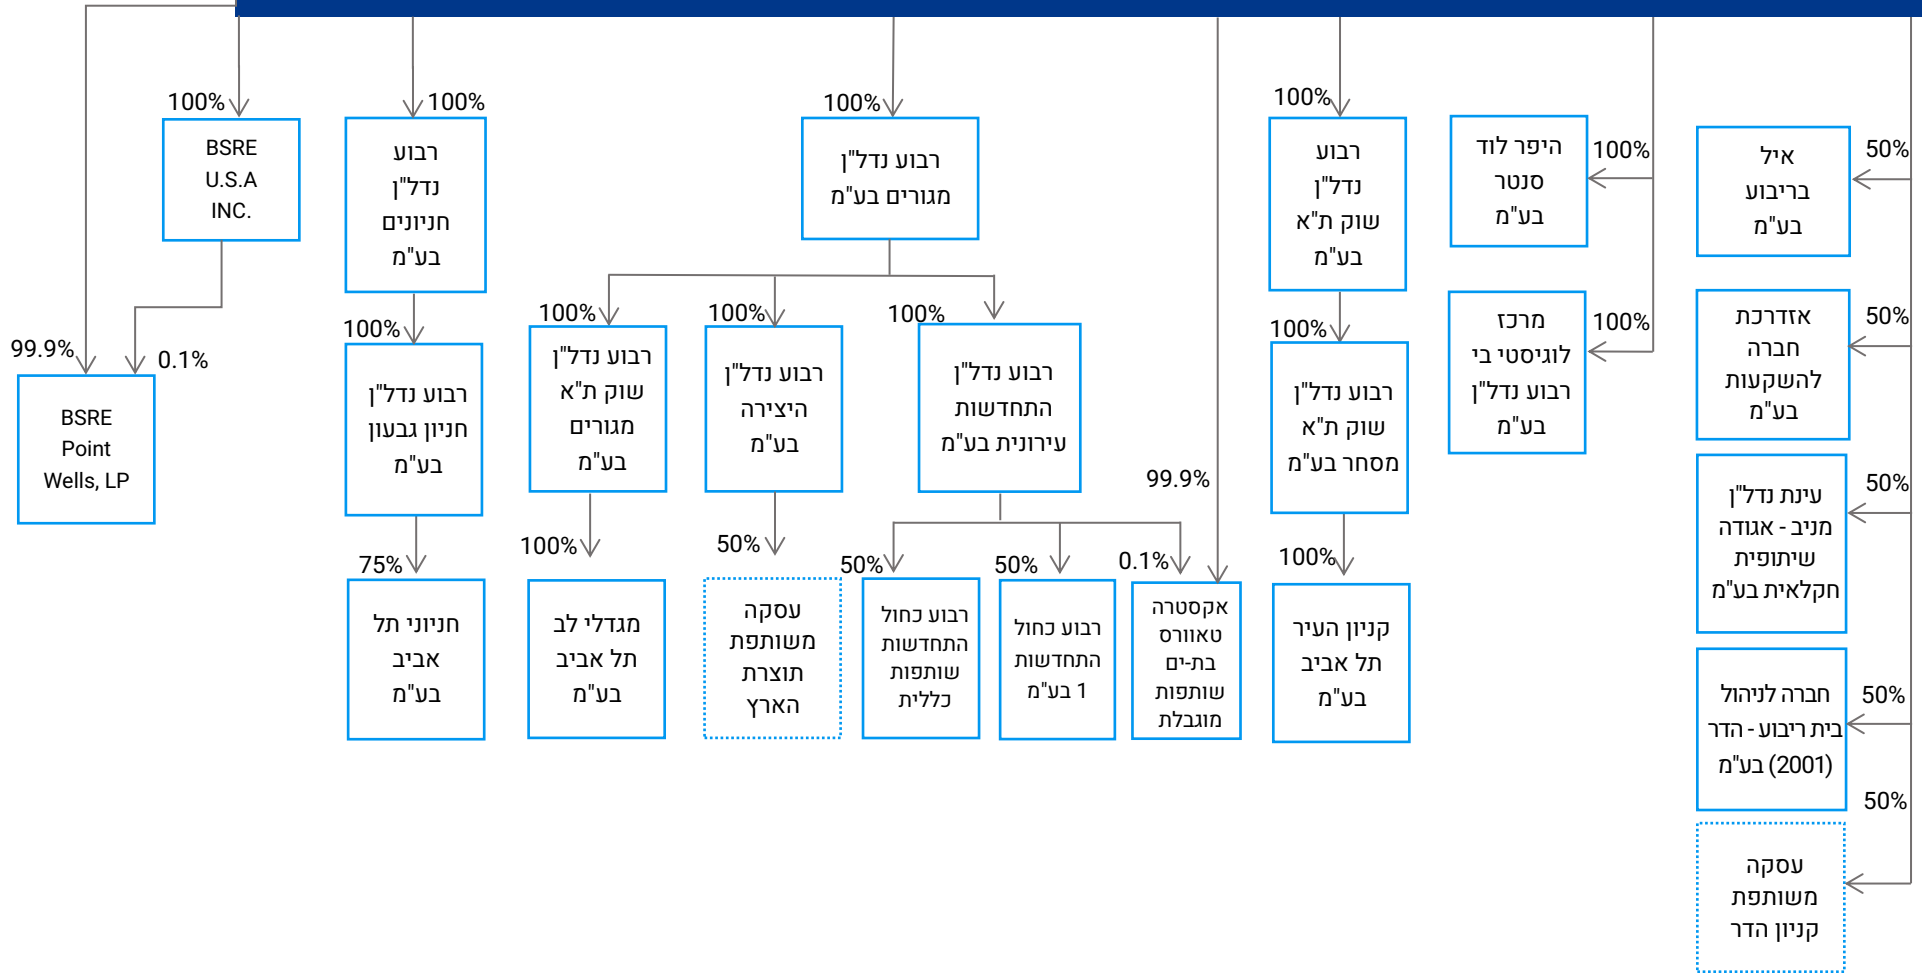 100%
100%
100%
100%
BSRE
U.S.A
INC.
רבוע
נדל"ן
חניונים
בע"מ
רבוע נדל"ן
מגורים בע"מ
רבוע
נדל"ן
שוק ת"א
בע"מ
היפר לוד
סנטר
בע"מ
100%
איל
בריבוע
בע"מ
50%
99.9%
0.1%
BSRE
Point
Wells, LP
100%
רבוע נדל"ן
חניון גבעון
בע"מ
100%
רבוע נדל"ן
שוק ת"א
מגורים
בע"מ
100%
רבוע נדל"ן
היצירה
בע"מ
100%
רבוע נדל"ן
התחדשות
עירונית בע"מ
99.9%
100%
רבוע נדל"ן
שוק ת"א
מסחר בע"מ
מרכז
לוגיסטי בי
רבוע נדל"ן
בע"מ
100%
אזדרכת
חברה
להשקעות
בע"מ
50%
עינת נדל"ן
מניב - אגודה
שיתופית
חקלאית בע"מ
50%
75%
חניוני תל
אביב
בע"מ
100%
מגדלי לב
תל אביב
בע"מ
50%
עסקה
משותפת
תוצרת
הארץ
50%
רבוע כחול
התחדשות
שותפות
כללית
50%
רבוע כחול
התחדשות
1 בע"מ
0.1%
אקסטרה
טאוורס
בת-ים
שותפות
מוגבלת
100%
קניון העיר
תל אביב
בע"מ
חברה לניהול
בית ריבוע - הדר
(2001) בע"מ
50%
50%
עסקה
משותפת
קניון הדר